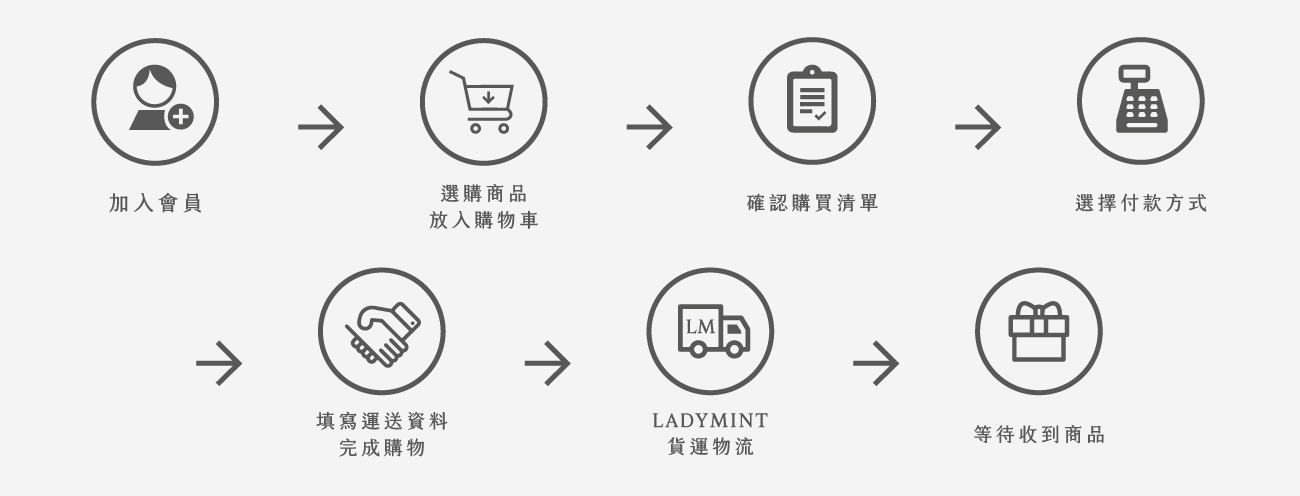 加入會員
選購商品
放入購物車
確認購買清單
選擇付款方式
填寫運送資料
完成購物
LM
LADYMINT
貨運物流
等待收到商品